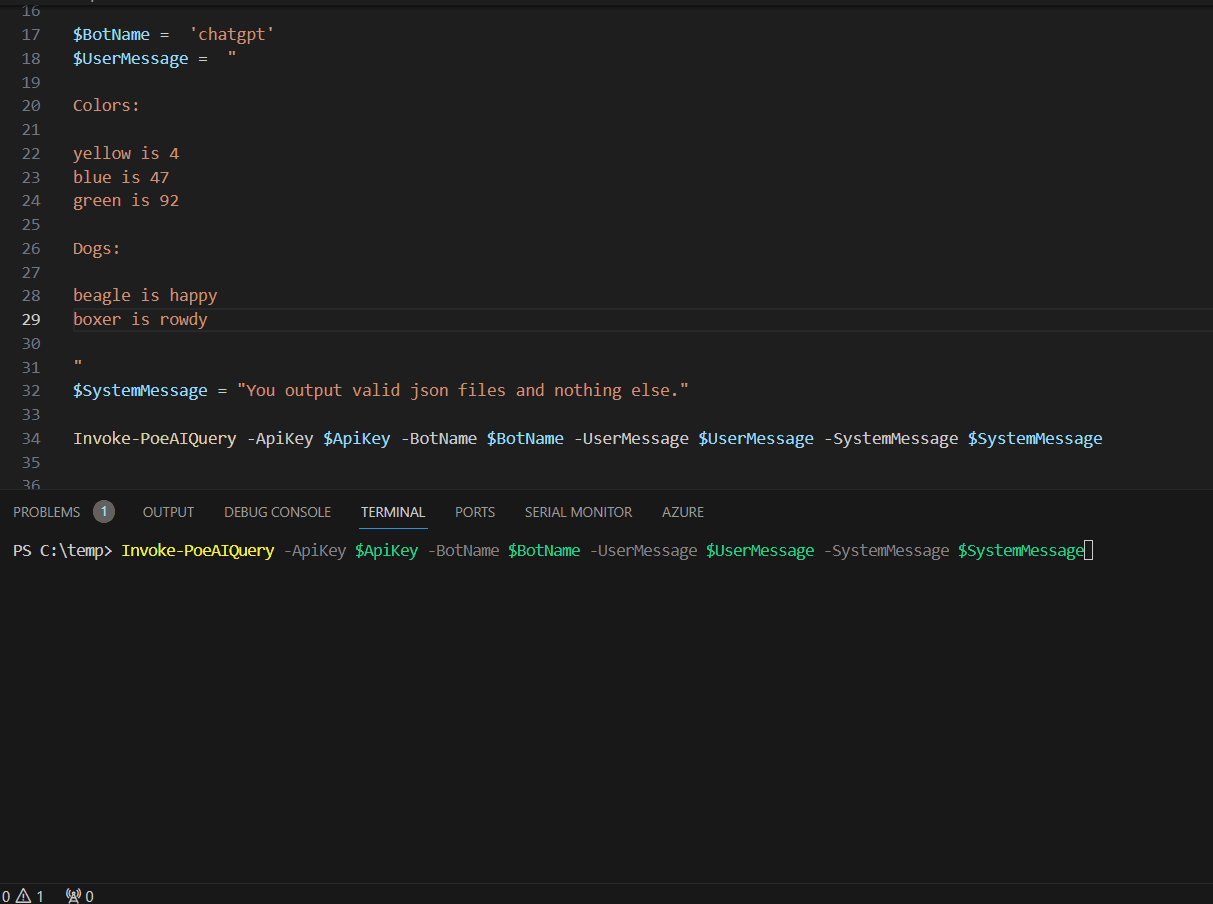 16
17 $BotName =  'chatgpt'
18 $UserMessage =  "
19
20 Colors:
21
22 yellow is 4
23 blue is 47
24 green is 92
25
26 Dogs:
27
28 beagle is happy
29 boxer is rowdy
30
31 "
32 $SystemMessage = "You output valid json files and nothing else."
33
34 Invoke-PoeAIQuery -ApiKey $ApiKey -BotName $BotName -UserMessage $UserMessage -SystemMessage $SystemMessage
35
36
PROBLEMS 1 OUTPUT DEBUG CONSOLE TERMINAL PORTS SERIAL MONITOR AZURE
PS C:\temp> Invoke-PoeAIQuery -ApiKey $ApiKey -BotName $BotName -UserMessage $UserMessage -SystemMessage $SystemMessage
0 1 0